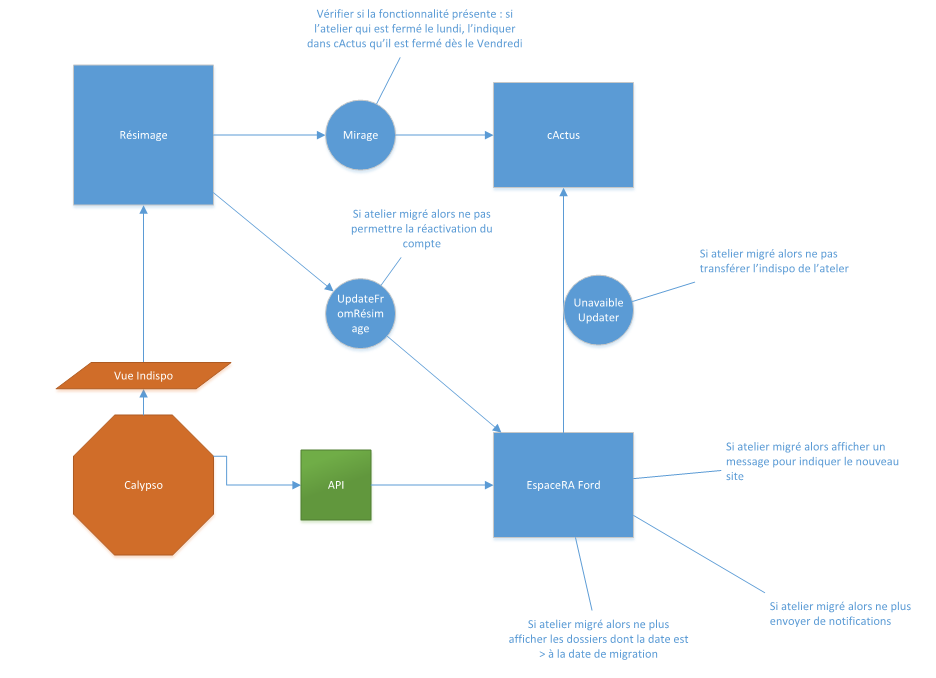 Vérifier si la fonctionnalité présente : si
l’atelier qui est fermé le lundi, l’indiquer
dans cActus qu’il est fermé dès le Vendredi
Résimage
Mirage
cActus
Si atelier migré alors ne pas
permettre la réactivation du
compte
Si atelier migré alors ne pas
transférer l’indispo de l’ateler
UpdateFr
omRésim
age
Unavaible
Updater
Vue Indispo
Calypso
API
EspaceRA Ford
Si atelier migré alors afficher un
message pour indiquer le nouveau
site
Si atelier migré alors ne plus
envoyer de notifications
Si atelier migré alors ne plus
afficher les dossiers dont la date est
> à la date de migration